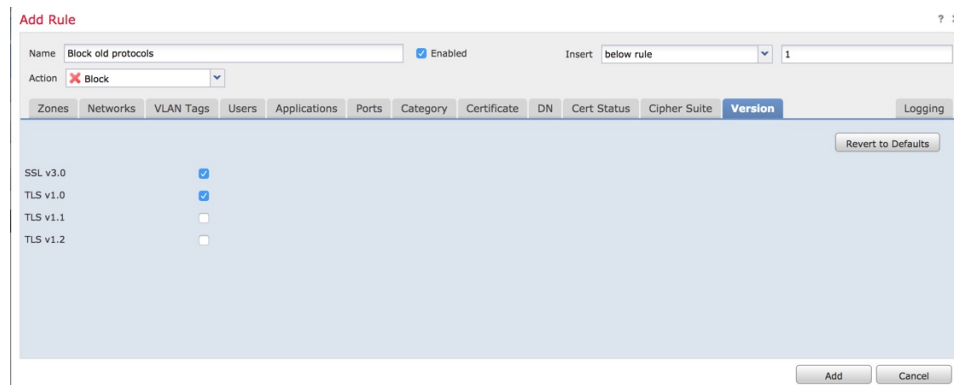 Add Rule ?
Name Block old protocols Enabled Insert below rule 1
Action Block
Zones Networks VLAN Tags Users Applications Ports Category Certificate DN Cert Status Cipher Suite Version Logging
Revert to Defaults
SSL v3.0
TLS v1.0
TLS v1.1
TLS v1.2
Add Cancel